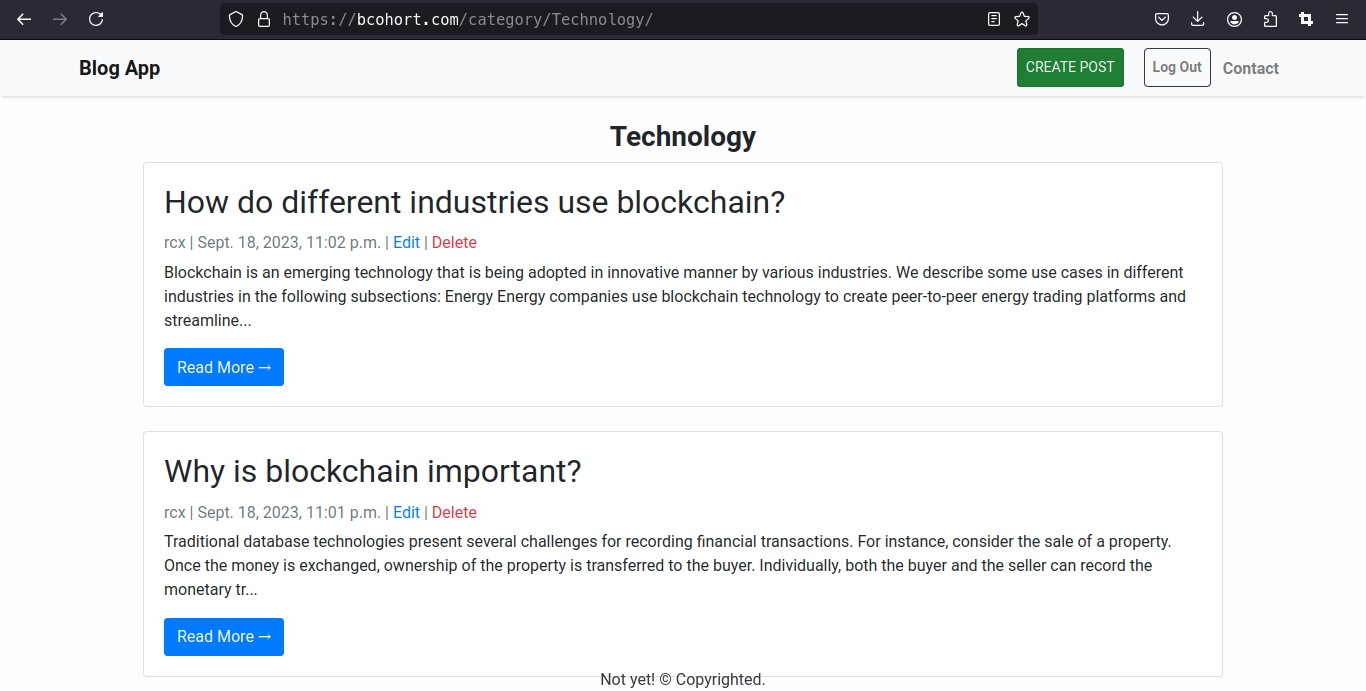 https://bcohort.com/category/Technology/
Blog App
CREATE POST
Log Out
Contact
Technology
How do different industries use blockchain?
rcx | Sept. 18, 2023, 11:02 p.m. | Edit | Delete
Blockchain is an emerging technology that is being adopted in innovative manner by various industries. We describe some use cases in different
industries in the following subsections: Energy Energy companies use blockchain technology to create peer-to-peer energy trading platforms and
streamline...
Read More →
Why is blockchain important?
rcx | Sept. 18, 2023, 11:01 p.m. | Edit | Delete
Traditional database technologies present several challenges for recording financial transactions. For instance, consider the sale of a property.
Once the money is exchanged, ownership of the property is transferred to the buyer. Individually, both the buyer and the seller can record the
monetary tr...
Read More →
Not yet! © Copyrighted.